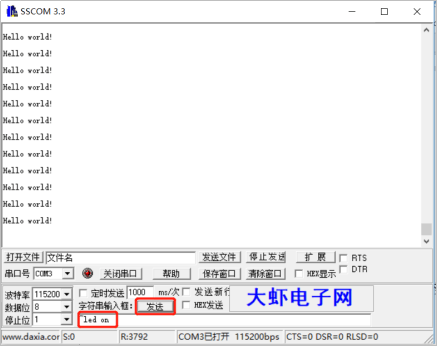 SSCOM 3.3
Hello world!
Hello world!
Hello world!
Hello world!
Hello world!
Hello world!
Hello world!
Hello world!
Hello world!
Hello world!
Hello world!
Hello world!
打开文件 文件名 发送文件 停止发送 扩 展 RTS
串口号 COM3 关闭串口 帮助 保存窗口 清除窗口 HEX显示 DTR
波特率 115200 定时发送 1000 ms/次 发送新行 大虾电子网
数据位 8 字符串输入框: 发送 HEX发送
停止位 1 led on
www.daxia.cor S:0 R:3792 COM3已打开 115200bps CTS=0 DSR=0 RLSD=0